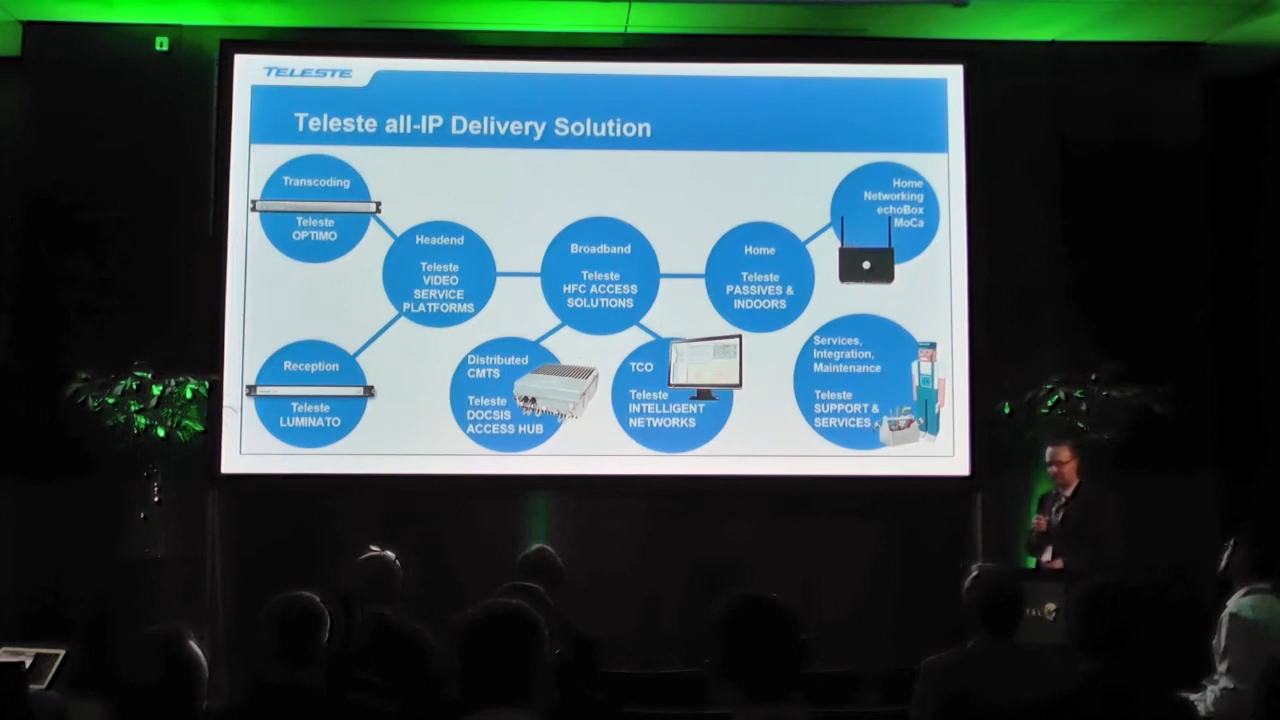 TELESTE
Teleste all-IP Delivery Solution
Transcoding
Teleste
OPTIMO
Headend
Teleste
VIDEO
SERVICE
PLATFORMS
Reception
Teleste
LUMINATO
Broadband
Teleste
HFC ACCESS
SOLUTIONS
Distributed
CMTS
Teleste
DOCSIS
ACCESS HUB
TCO
Teleste
INTELLIGENT
NETWORKS
Home
Teleste
PASSIVES &
INDOORS
Home
Networking
echoBox
MoCa
Services,
Integration,
Maintenance
Teleste
SUPPORT &
SERVICES